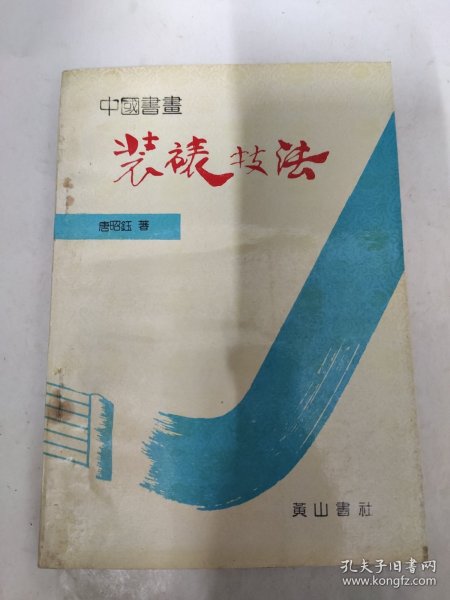 中國書畫
装裱技法
唐昭鈺 著
黃山書社
孔夫子旧书网
www.kongfz.com